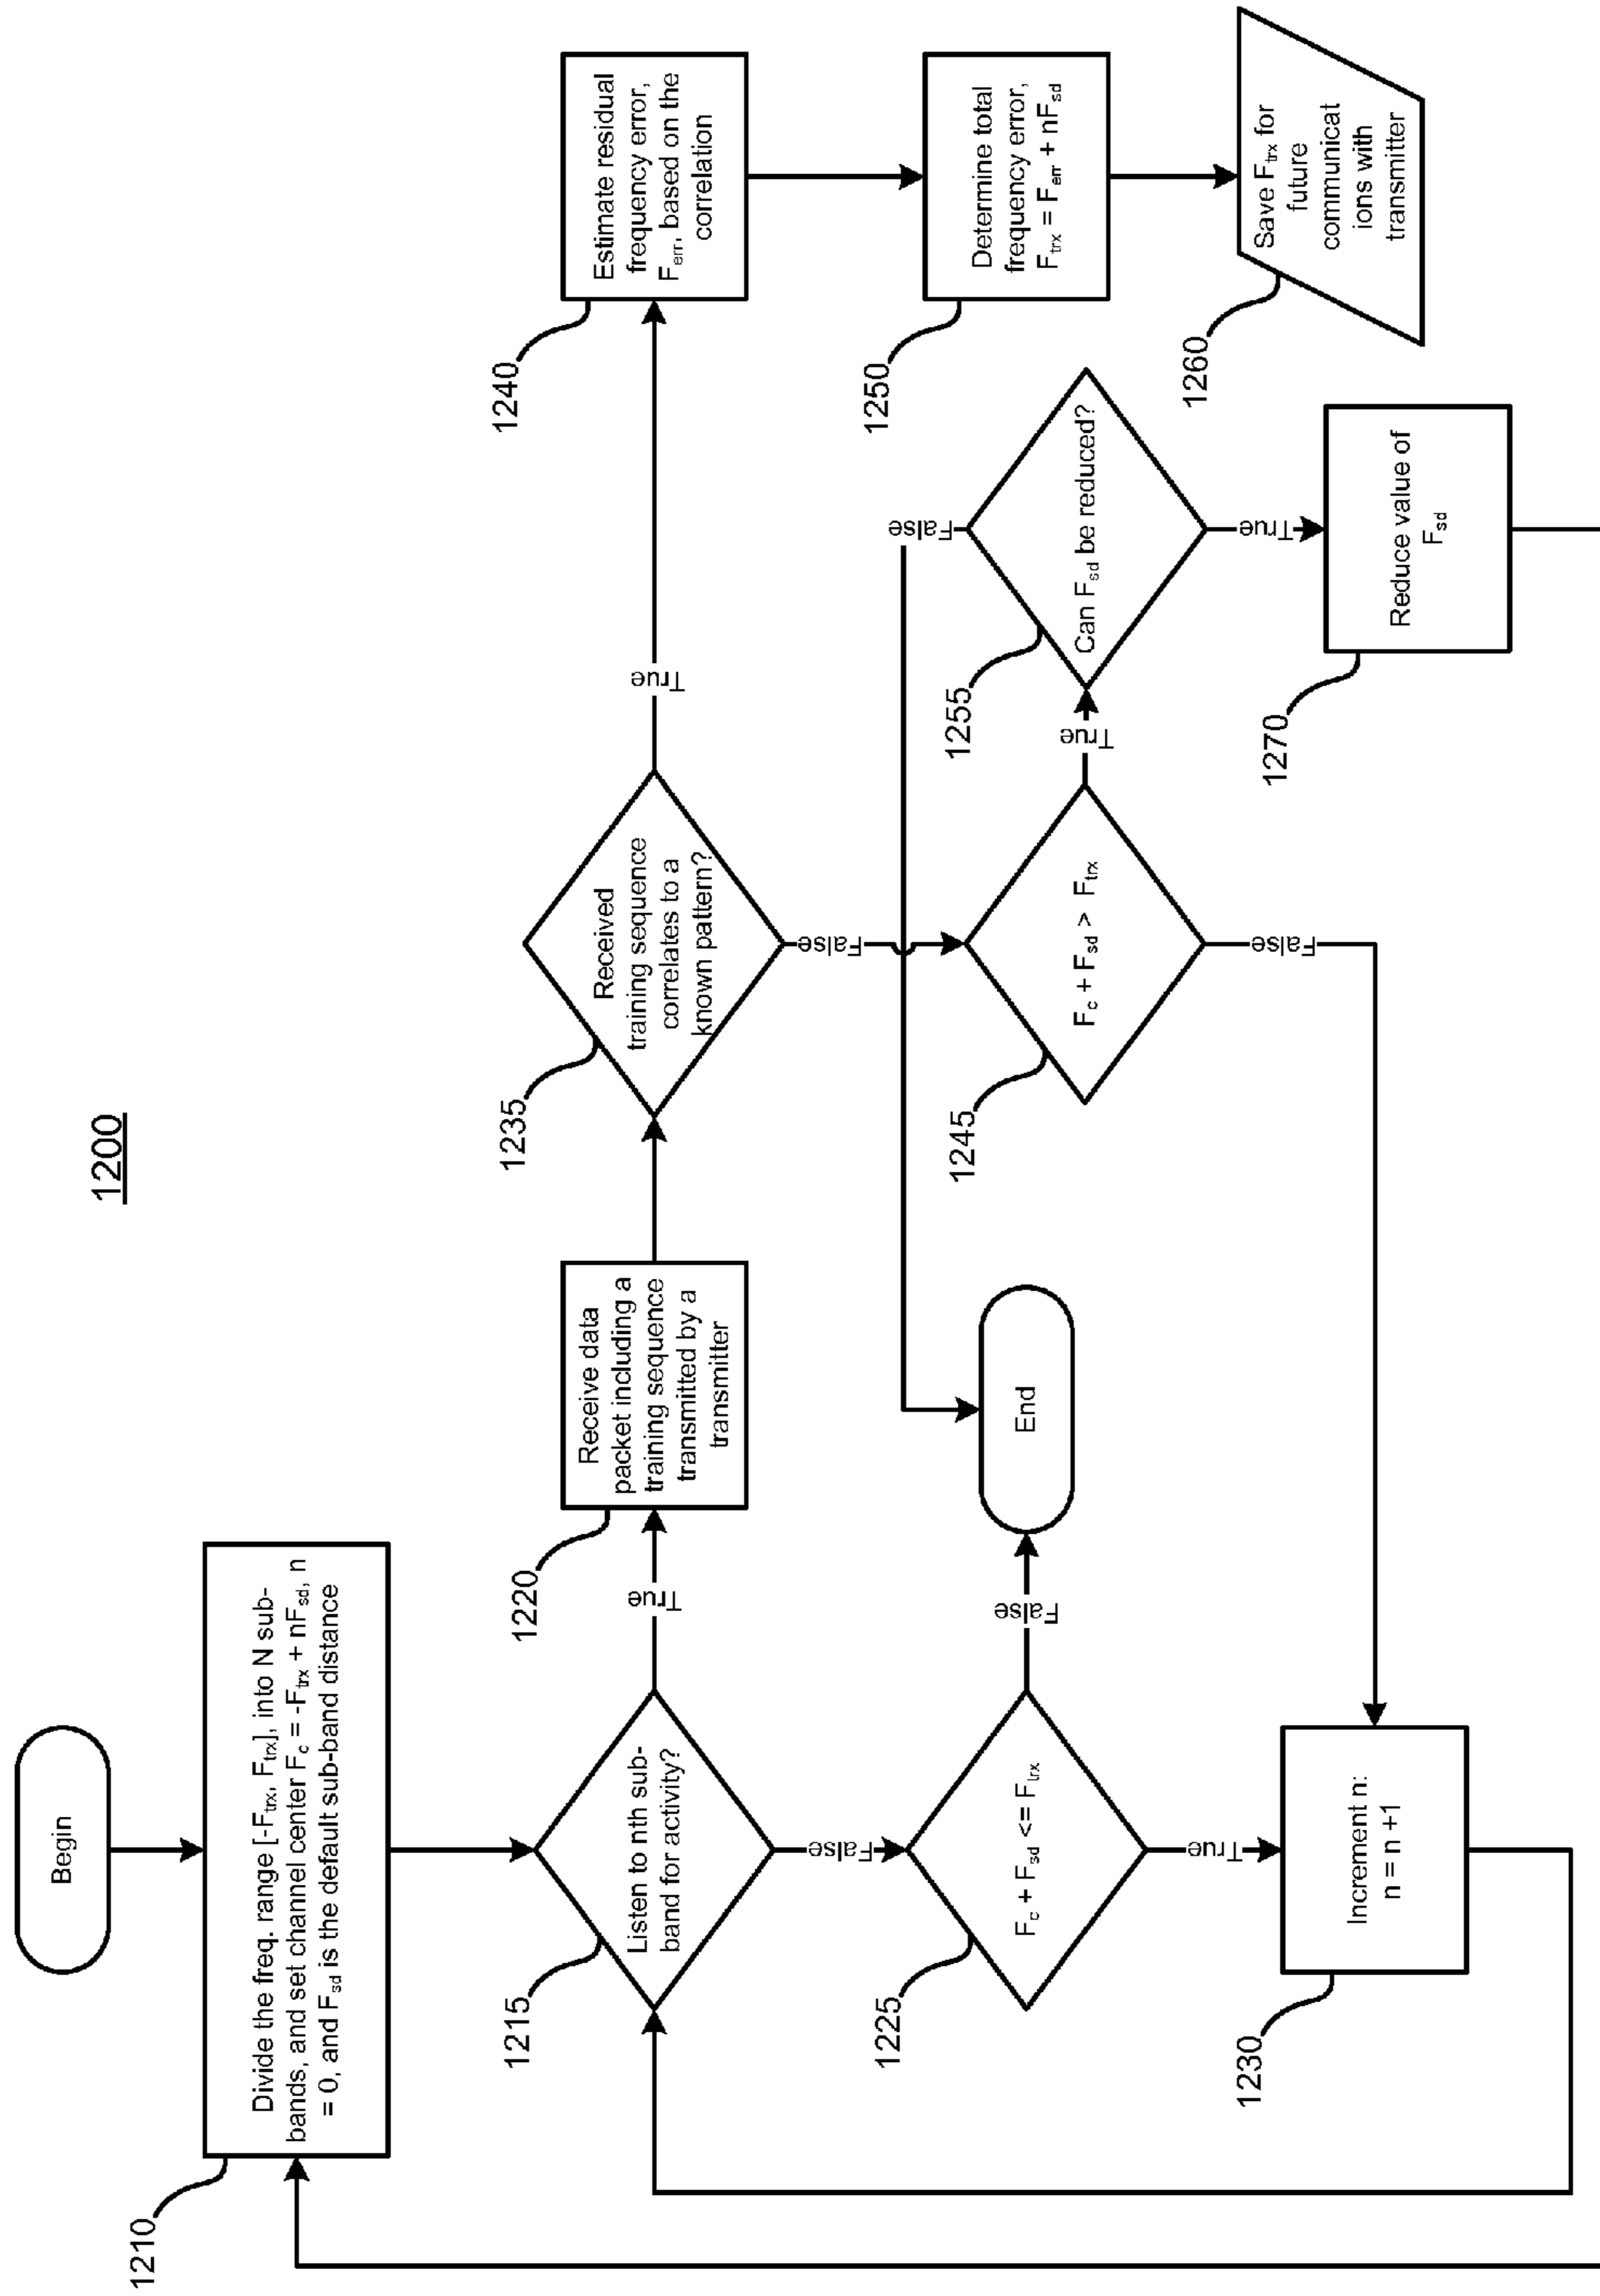 1200
Begin
1210
Divide the freq. range [-Ftrx, Ftrx], into N sub-
bands, and set channel center Fc = -Ftrx + nFsd, n
= 0, and Fsd is the default sub-band distance
1215
Listen to nth sub-
band for activity?
True
False
1220
Receive data
packet including a
training sequence
transmitted by a
transmitter
1225
Fc + Fsd <= Ftrx
False
True
End
1230
Increment n:
n = n +1
1235
Received
training sequence
correlates to a
known pattern?
True
False
1240
Estimate residual
frequency error,
Ferr, based on the
correlation
1245
Fc + Fsd > Ftrx
True
False
1250
Determine total
frequency error,
Ftrx = Ferr + nFsd
1255
Can Fsd be reduced?
False
True
1260
Save Ftrx for
future
communicat
ions with
transmitter
1270
Reduce value of
Fsd